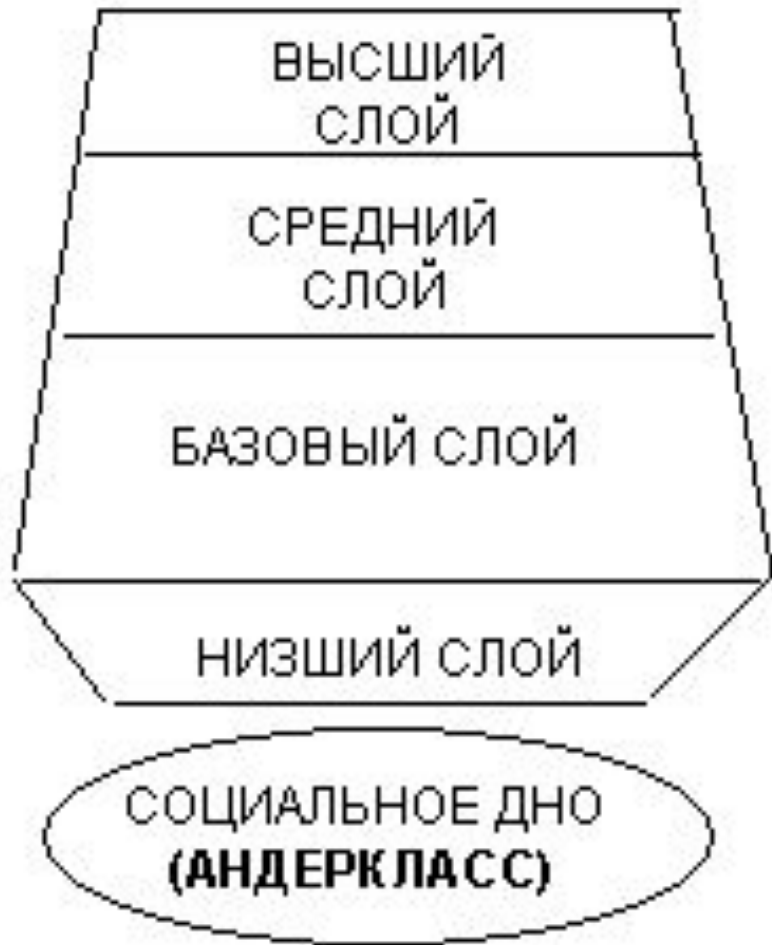 ВЫСШИЙ
СЛОЙ
СРЕДНИЙ
СЛОЙ
БАЗОВЫЙ СЛОЙ
НИЗШИЙ СЛОЙ
СОЦИАЛЬНОЕ ДНО
(АНДЕРКЛАСС)